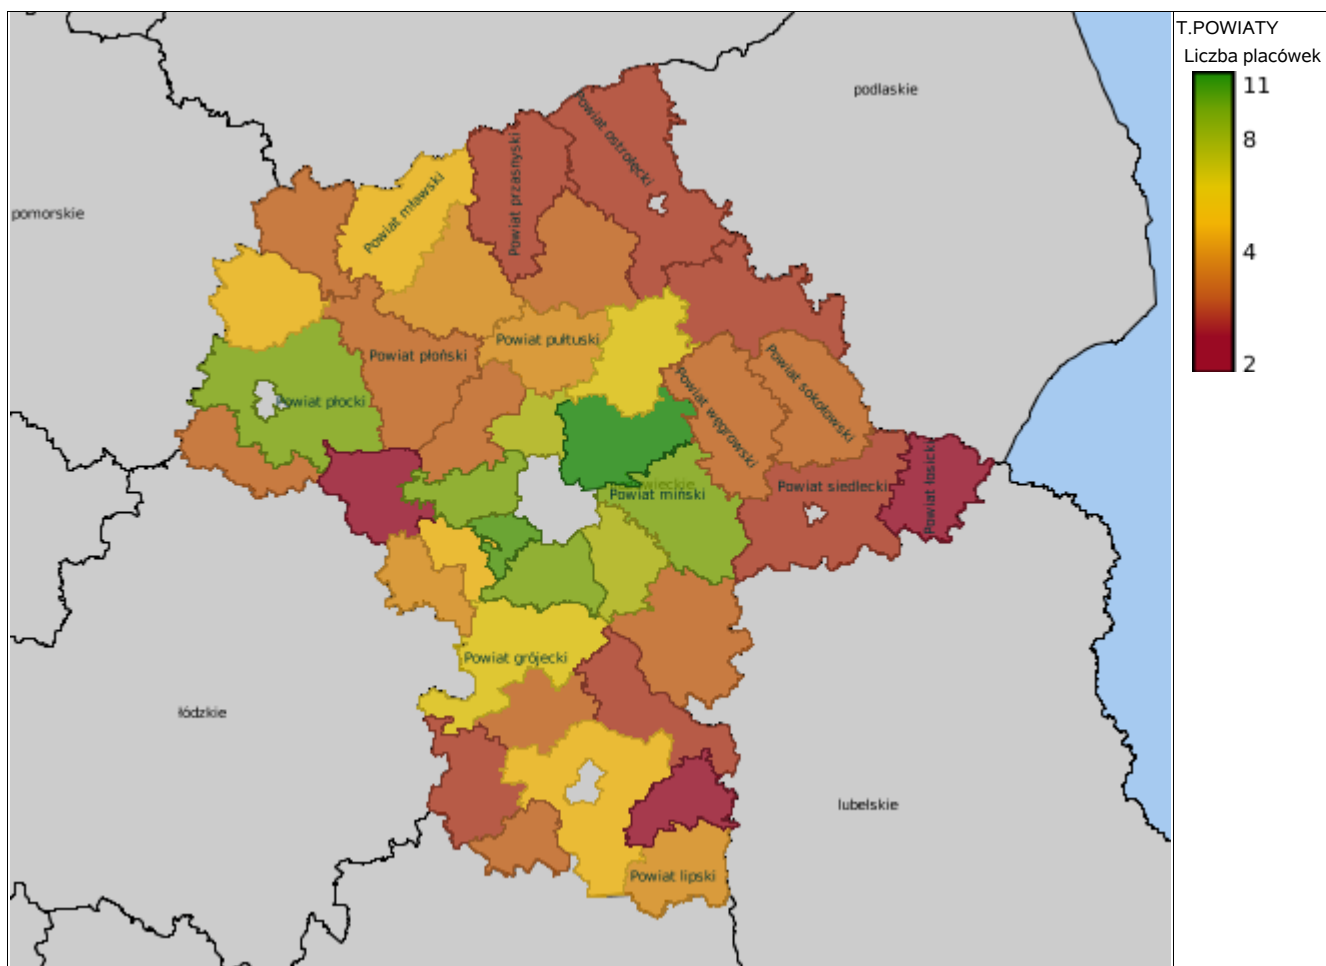 T.POWIATY
Liczba placówek
11
8
4
2
podlaskie
pomorskie
Powiat ostrołęcki
Powiat przasnyski
Powiat mławski
Powiat pułtuski
Powiat płoński
Powiat sokołowski
Powiat węgrowski
Powiat płocki
Powiat łosicki
Powiat siedlecki
Powiat miński
Powiat grójecki
łódzkie
lubelskie
Powiat lipski